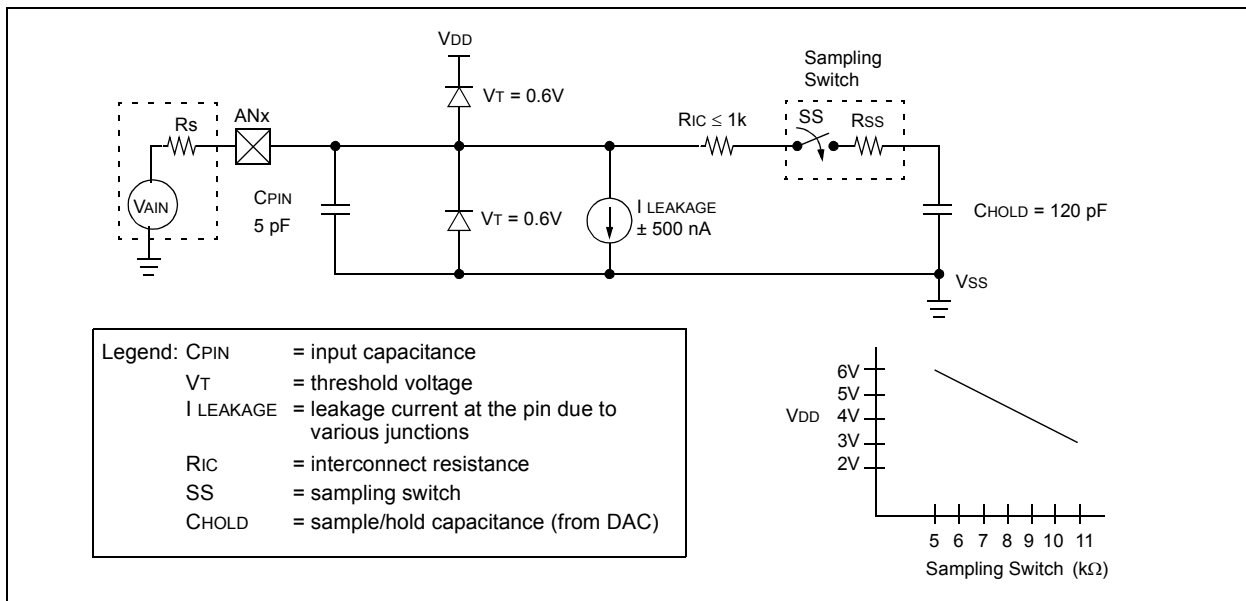 VDD
Sampling
Switch
VT = 0.6V
ANx
RIC ≤ 1k
SS
RSS
Rs
VAIN
CPIN
5 pF
VT = 0.6V
I LEAKAGE
± 500 nA
CHOLD = 120 pF
VSS
Legend: CPIN = input capacitance
VT = threshold voltage
I LEAKAGE = leakage current at the pin due to
various junctions
RIC = interconnect resistance
SS = sampling switch
CHOLD = sample/hold capacitance (from DAC)
6V
5V
VDD 4V
3V
2V
5 6 7 8 9 10 11
Sampling Switch (kΩ)